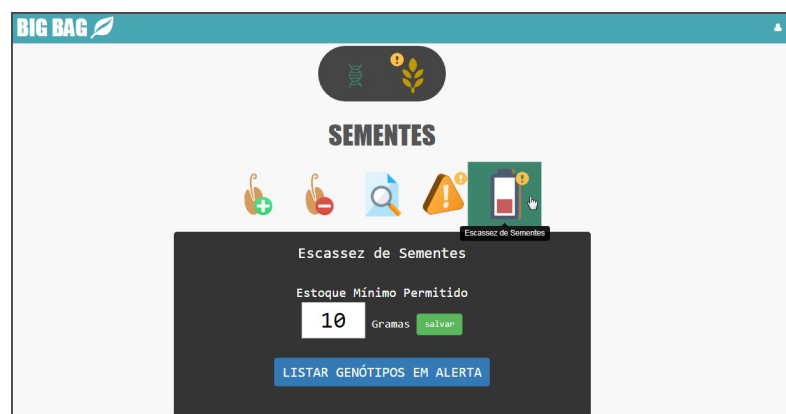 BIG BAG
SEMENTES
Escassez de Sementes
Escassez de Sementes
Estoque Mínimo Permitido
10 Gramas salvar
LISTAR GENÓTIPOS EM ALERTA